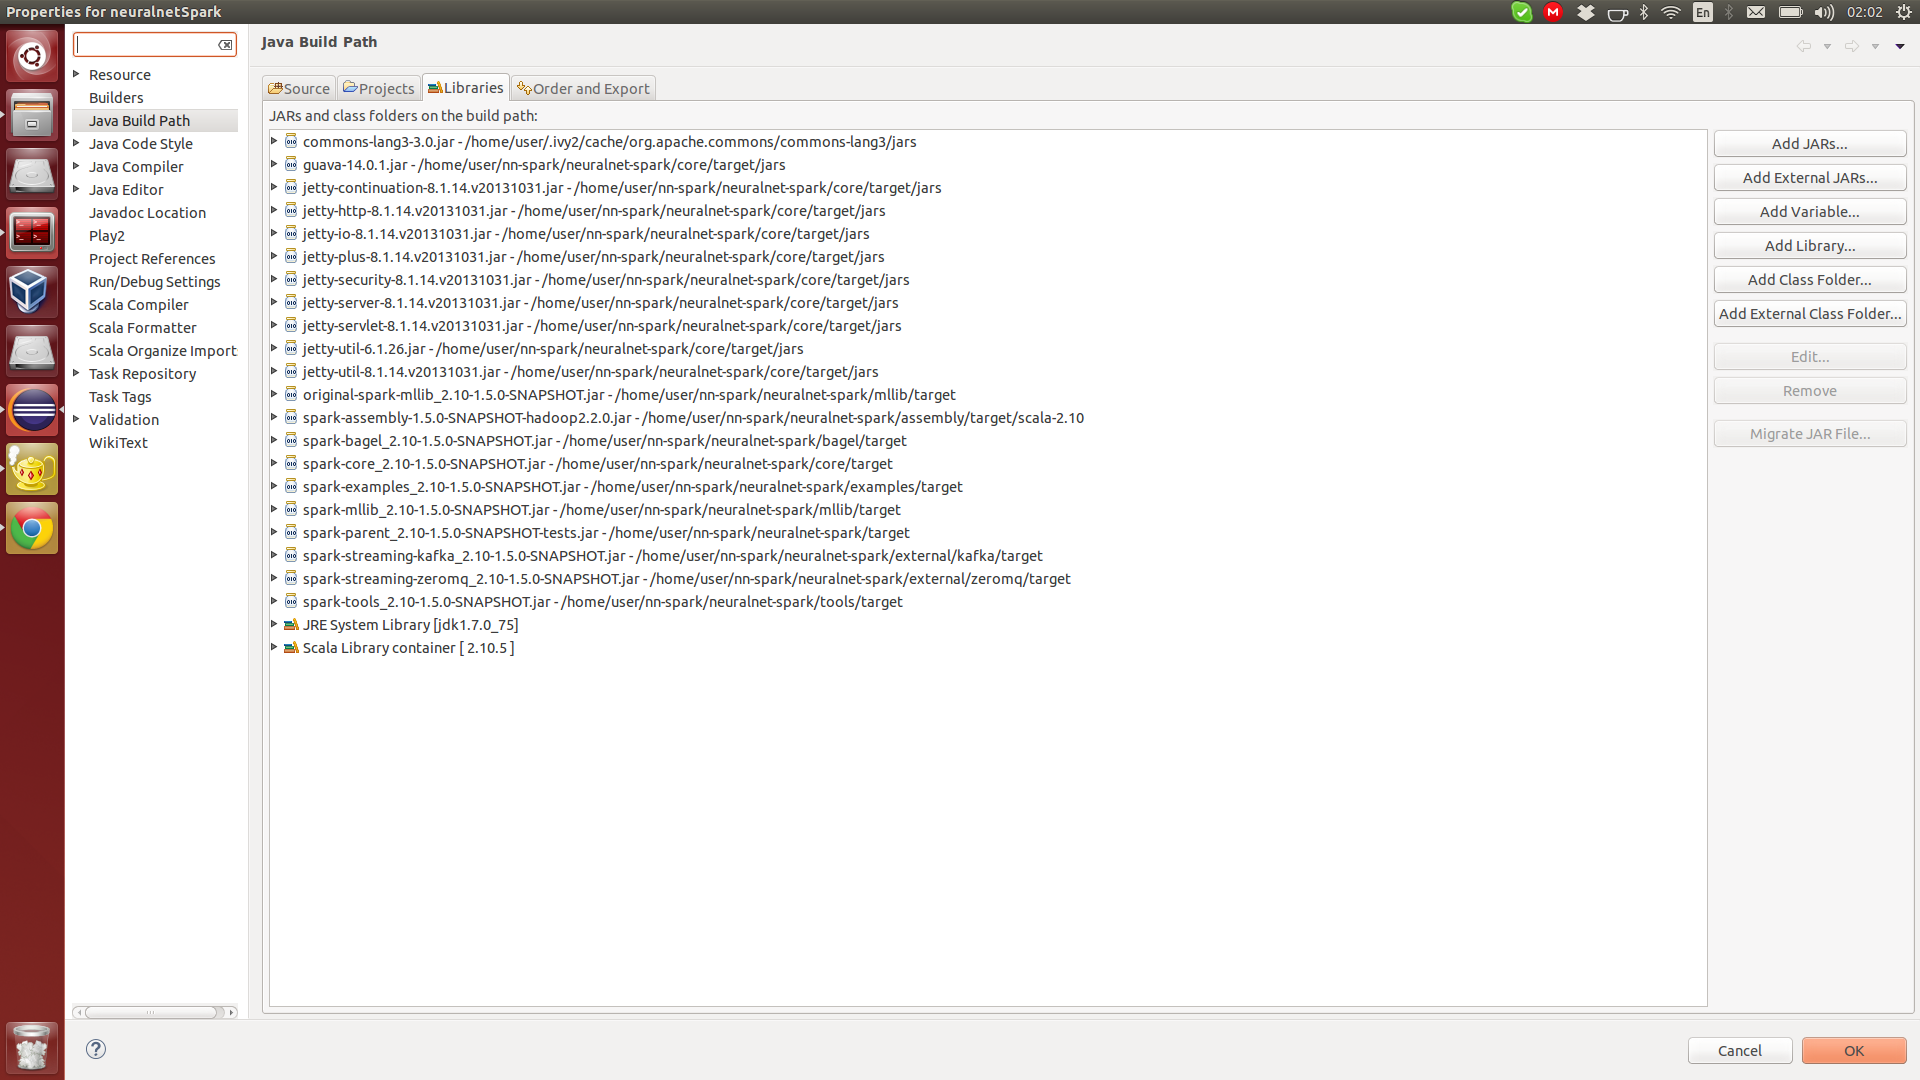 Properties for neuralnetSpark
En
02:02
Resource
Builders
Java Build Path
Java Code Style
Java Compiler
Java Editor
Javadoc Location
Play2
Project References
Run/Debug Settings
Scala Compiler
Scala Formatter
Scala Organize Import
Task Repository
Task Tags
Validation
WikiText
Java Build Path
Source
Projects
Libraries
Order and Export
JARs and class folders on the build path:
commons-lang3-3.0.jar - /home/user/.ivy2/cache/org.apache.commons/commons-lang3/jars
guava-14.0.1.jar - /home/user/nn-spark/neuralnet-spark/core/target/jars
jetty-continuation-8.1.14.v20131031.jar - /home/user/nn-spark/neuralnet-spark/core/target/jars
jetty-http-8.1.14.v20131031.jar - /home/user/nn-spark/neuralnet-spark/core/target/jars
jetty-io-8.1.14.v20131031.jar - /home/user/nn-spark/neuralnet-spark/core/target/jars
jetty-plus-8.1.14.v20131031.jar - /home/user/nn-spark/neuralnet-spark/core/target/jars
jetty-security-8.1.14.v20131031.jar - /home/user/nn-spark/neuralnet-spark/core/target/jars
jetty-server-8.1.14.v20131031.jar - /home/user/nn-spark/neuralnet-spark/core/target/jars
jetty-servlet-8.1.14.v20131031.jar - /home/user/nn-spark/neuralnet-spark/core/target/jars
jetty-util-6.1.26.jar - /home/user/nn-spark/neuralnet-spark/core/target/jars
jetty-util-8.1.14.v20131031.jar - /home/user/nn-spark/neuralnet-spark/core/target/jars
original-spark-mllib_2.10-1.5.0-SNAPSHOT.jar - /home/user/nn-spark/neuralnet-spark/mllib/target
spark-assembly-1.5.0-SNAPSHOT-hadoop2.2.0.jar - /home/user/nn-spark/neuralnet-spark/assembly/target/scala-2.10
spark-bagel_2.10-1.5.0-SNAPSHOT.jar - /home/user/nn-spark/neuralnet-spark/bagel/target
spark-core_2.10-1.5.0-SNAPSHOT.jar - /home/user/nn-spark/neuralnet-spark/core/target
spark-examples_2.10-1.5.0-SNAPSHOT.jar - /home/user/nn-spark/neuralnet-spark/examples/target
spark-mllib_2.10-1.5.0-SNAPSHOT.jar - /home/user/nn-spark/neuralnet-spark/mllib/target
spark-parent_2.10-1.5.0-SNAPSHOT-tests.jar - /home/user/nn-spark/neuralnet-spark/target
spark-streaming-kafka_2.10-1.5.0-SNAPSHOT.jar - /home/user/nn-spark/neuralnet-spark/external/kafka/target
spark-streaming-zeromq_2.10-1.5.0-SNAPSHOT.jar - /home/user/nn-spark/neuralnet-spark/external/zeromq/target
spark-tools_2.10-1.5.0-SNAPSHOT.jar - /home/user/nn-spark/neuralnet-spark/tools/target
JRE System Library [jdk1.7.0_75]
Scala Library container [ 2.10.5 ]
Add JARs...
Add External JARs...
Add Variable...
Add Library...
Add Class Folder...
Add External Class Folder...
Edit...
Remove
Migrate JAR File...
Cancel
OK